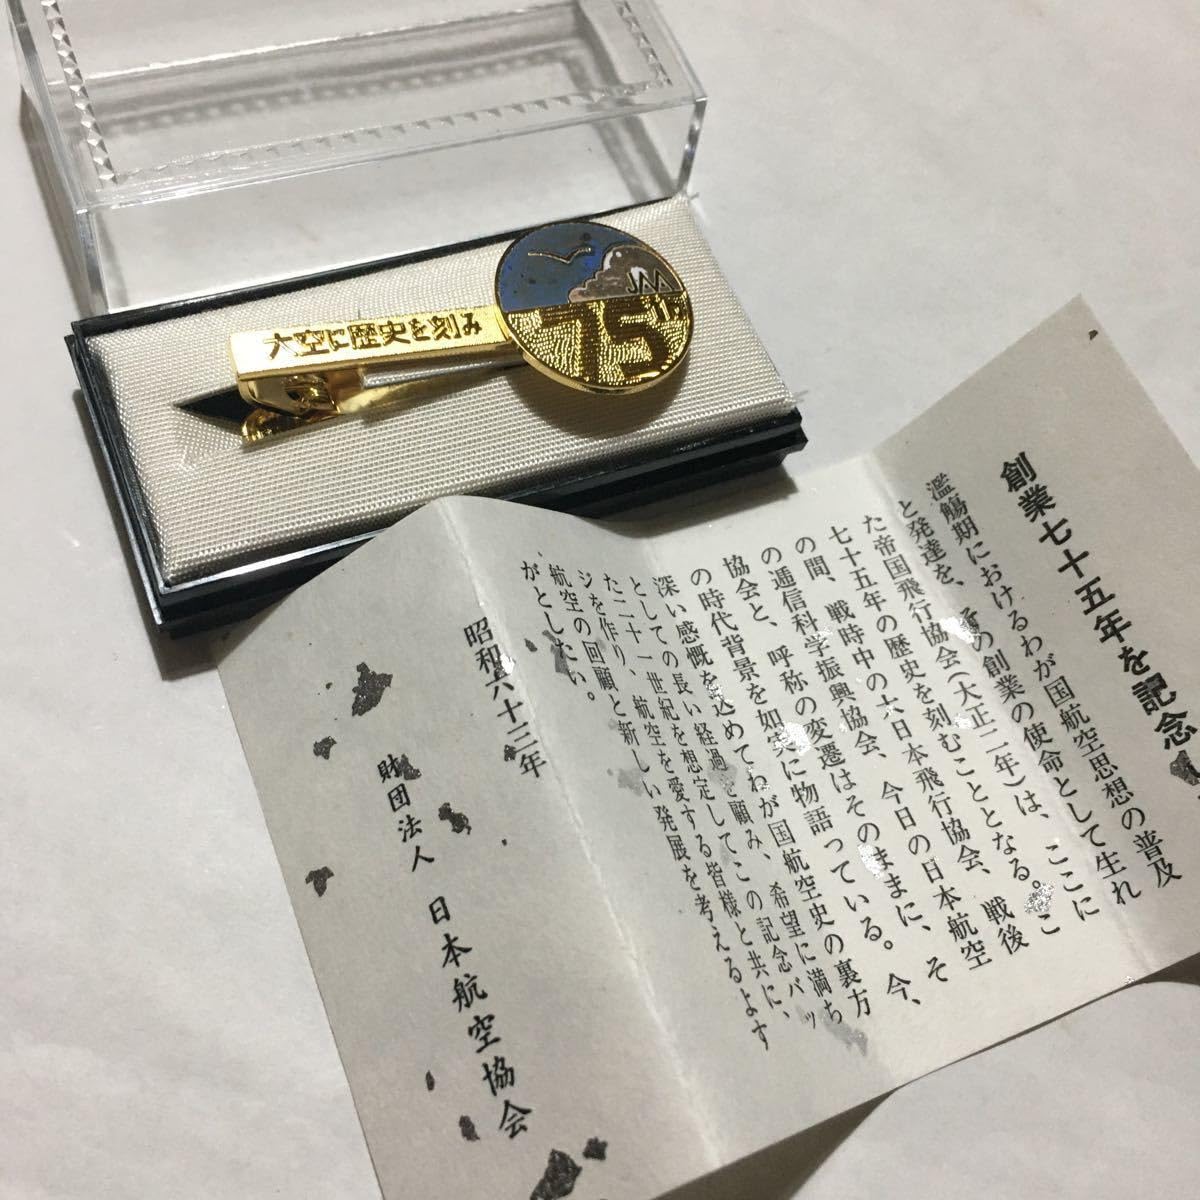 大空に歴史を刻み
JAA
75th
創業七十五年を記念し
濫觴期におけるわが国航空思想の普及
と発達を、その創業の使命として生れ
た帝国飛行協会(大正二年)は、ここに
七十五年の歴史を刻むこととなる。こ
の間、戦時中の大日本飛行協会、戦後
の逓信科学振興協会、今日の日本航空
協会と、呼称の変遷はそのままに、そ
の時代背景を如実に物語っている。今、
深い感慨を込めてわが国航空史の裏方
としての長い経過を顧み、希望に満ち
た二十一世紀を想定してこの記念バッ
ジを作り、航空を愛する皆様と共に、
航空の回顧と新しい発展を考えるよす
がとしたい。
昭和六十三年
財団法人 日本航空協会